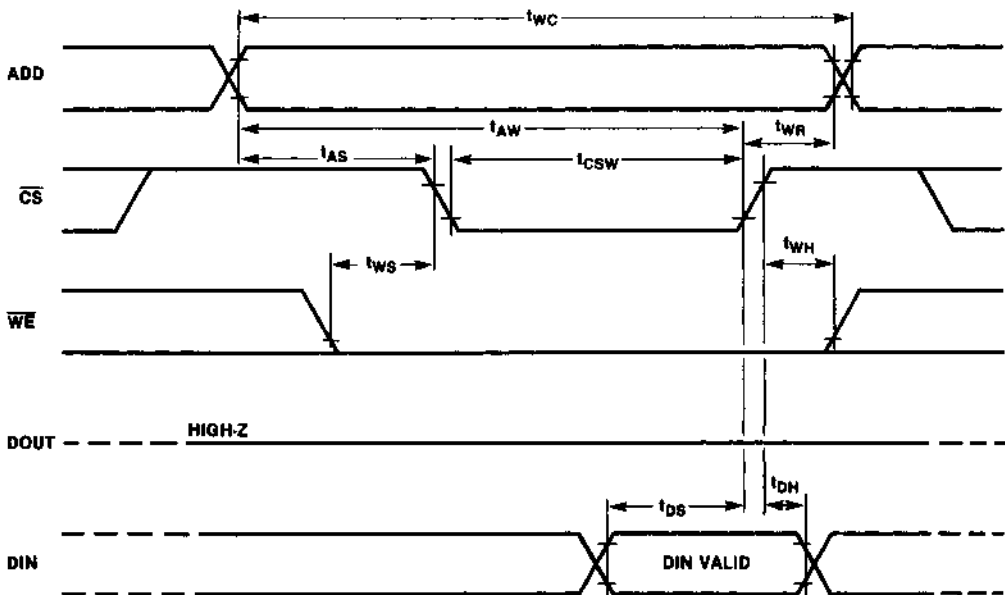 tWC
ADD
tAW
tWR
tAS
tCSW
CS
tWS
tWH
WE
HIGH-Z
DOUT
tDS
tDH
DIN
DIN VALID